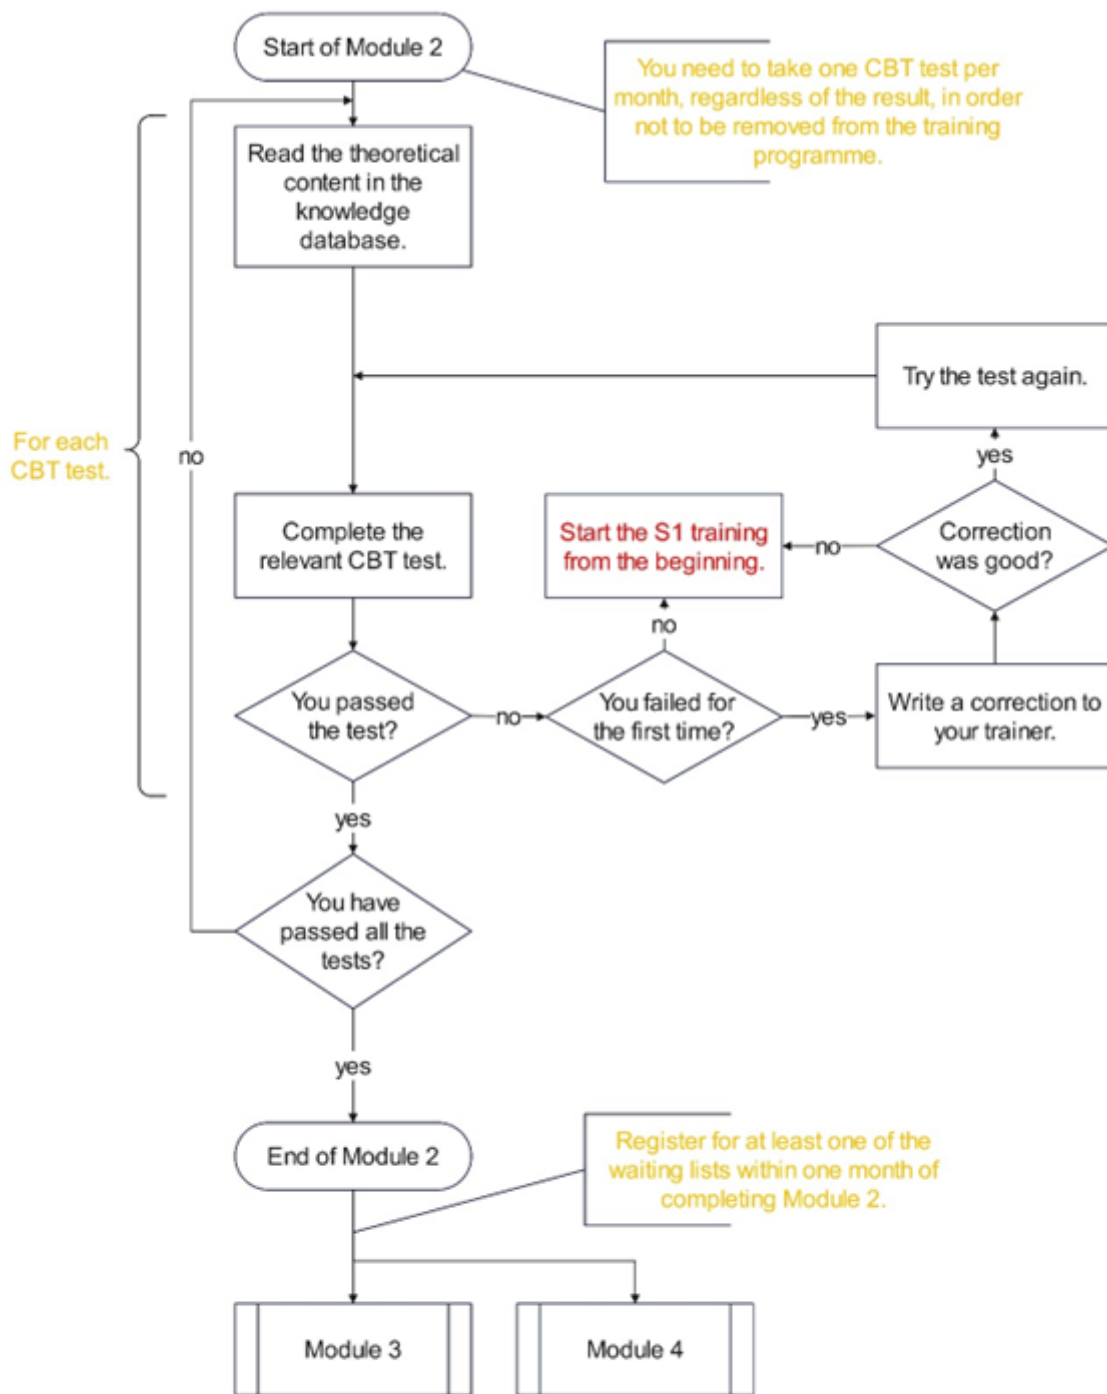 Start of Module 2
You need to take one CBT test per
month, regardless of the result, in order
not to be removed from the training
programme.
Read the theoretical
content in the
knowledge
database.
Try the test again.
For each
CBT test.
no
yes
Complete the
relevant CBT test.
Start the S1 training
from the beginning.
no
Correction
was good?
no
You passed
the test?
no
You failed for
the first time?
yes
Write a correction to
your trainer.
yes
You have
passed all the
tests?
yes
End of Module 2
Register for at least one of the
waiting lists within one month of
completing Module 2.
Module 3
Module 4